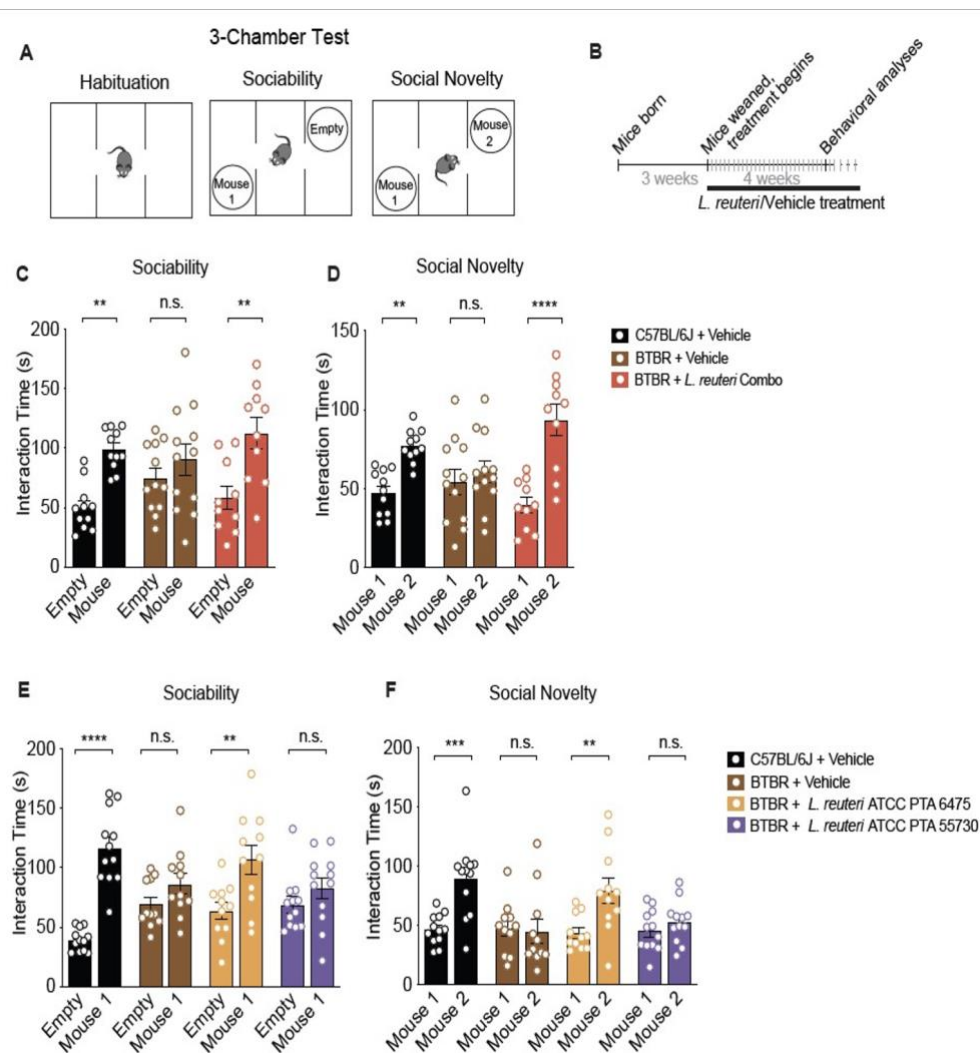 A
3-Chamber Test
Habituation
Sociability
Social Novelty
Empty
Mouse
1
Mouse
2
Mouse
1
B
Mice born
Mice weaned,
treatment begins
Behavioral analyses
3 weeks
4 weeks
L. reuteri/Vehicle treatment
C
Sociability
** n.s. **
Interaction Time (s)
200
150
100
50
0
Empty Mouse Empty Mouse Empty Mouse
D
Social Novelty
** n.s. ****
Interaction Time (s)
150
100
50
0
Mouse 1 Mouse 2 Mouse 1 Mouse 2 Mouse 1 Mouse 2
C57BL/6J + Vehicle
BTBR + Vehicle
BTBR + L. reuteri Combo
E
Sociability
**** n.s. ** n.s.
Interaction Time (s)
200
150
100
50
0
Empty Mouse 1 Empty Mouse 1 Empty Mouse 1 Empty Mouse 1
F
Social Novelty
*** n.s. ** n.s.
Interaction Time (s)
200
150
100
50
0
Mouse 1 Mouse 2 Mouse 1 Mouse 2 Mouse 1 Mouse 2 Mouse 1 Mouse 2
C57BL/6J + Vehicle
BTBR + Vehicle
BTBR + L. reuteri ATCC PTA 6475
BTBR + L. reuteri ATCC PTA 55730